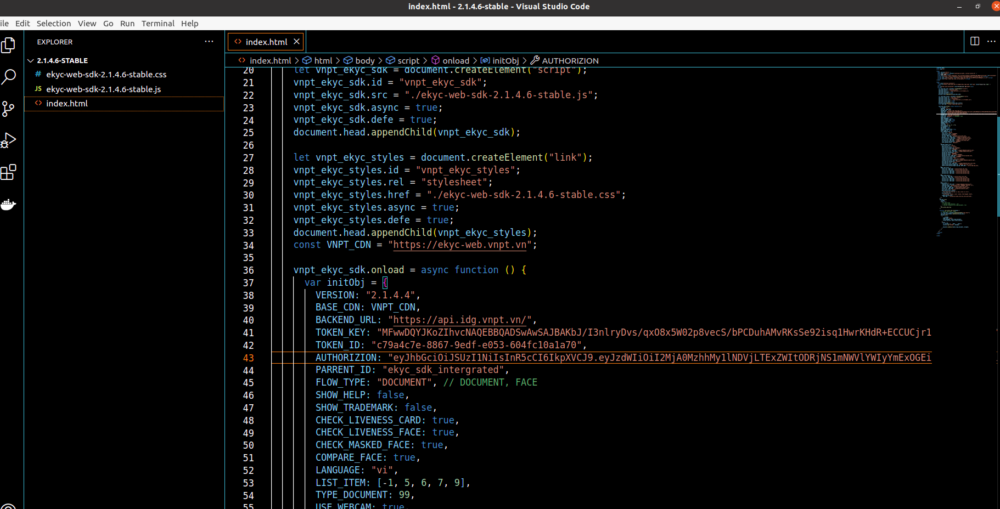 index.html - 2.1.4.6-stable - Visual Studio Code
ile Edit Selection View Go Run Terminal Help
EXPLORER
2.1.4.6-STABLE
# ekyc-web-sdk-2.1.4.6-stable.css
JS ekyc-web-sdk-2.1.4.6-stable.js
<> index.html
<> index.html
<> index.html > html > body > script > onload > initObj > AUTHORIZION
20 let vnpt_ekyc_sdk = document.createElement("script");
21 vnpt_ekyc_sdk.id = "vnpt_ekyc_sdk";
22 vnpt_ekyc_sdk.src = "./ekyc-web-sdk-2.1.4.6-stable.js";
23 vnpt_ekyc_sdk.async = true;
24 vnpt_ekyc_sdk.defe = true;
25 document.head.appendChild(vnpt_ekyc_sdk);
26
27 let vnpt_ekyc_styles = document.createElement("link");
28 vnpt_ekyc_styles.id = "vnpt_ekyc_styles";
29 vnpt_ekyc_styles.rel = "stylesheet";
30 vnpt_ekyc_styles.href = "./ekyc-web-sdk-2.1.4.6-stable.css";
31 vnpt_ekyc_styles.async = true;
32 vnpt_ekyc_styles.defe = true;
33 document.head.appendChild(vnpt_ekyc_styles);
34 const VNPT_CDN = "https://ekyc-web.vnpt.vn";
35
36 vnpt_ekyc_sdk.onload = async function () {
37 var initObj = {
38 VERSION: "2.1.4.4",
39 BASE_CDN: VNPT_CDN,
40 BACKEND_URL: "https://api.idg.vnpt.vn/",
41 TOKEN_KEY: "MFwwDQYJKoZIhvcNAQEBBQADSwAwSAJBAKbJ/I3nlryDvs/qxO8x5W02p8vecS/bPCDuhAMvRKsSe92isq1HwrKHdR+ECCUCjr1
42 TOKEN_ID: "c79a4c7e-8867-9edf-e053-604fc10a1a70",
43 AUTHORIZION: "eyJhbGciOiJSUzI1NiIsInR5cCI6IkpXVCJ9.eyJzdWIiOiI2MjA0MzhhMy1lNDVjLTExZWItODRjNS1mNWVlYWIyYmExOGEi
44 PARRENT_ID: "ekyc_sdk_intergrated",
45 FLOW_TYPE: "DOCUMENT", // DOCUMENT, FACE
46 SHOW_HELP: false,
47 SHOW_TRADEMARK: false,
48 CHECK_LIVENESS_CARD: true,
49 CHECK_LIVENESS_FACE: true,
50 CHECK_MASKED_FACE: true,
51 COMPARE_FACE: true,
52 LANGUAGE: "vi",
53 LIST_ITEM: [-1, 5, 6, 7, 9],
54 TYPE_DOCUMENT: 99,
55 USE_WEBCAM: true,